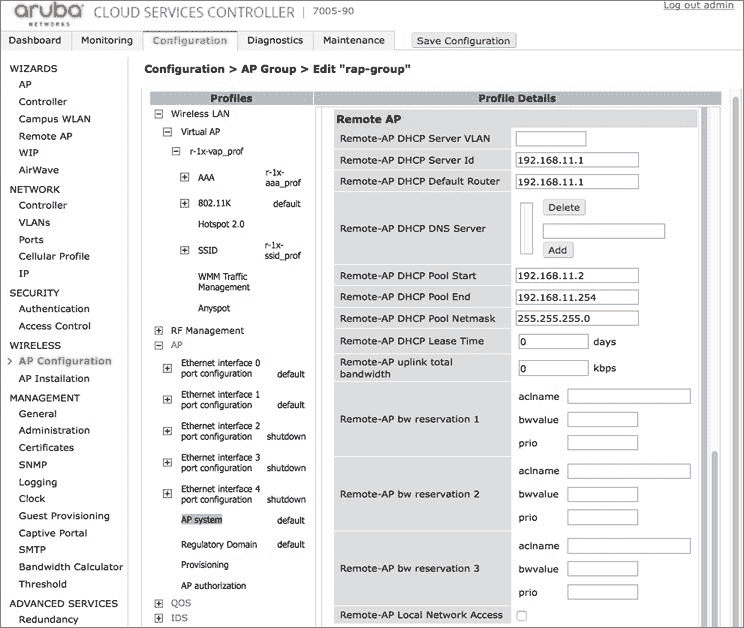 aruba
NETWORKS
CLOUD SERVICES CONTROLLER | 7005-90
Log out admin
Dashboard
Monitoring
Configuration
Diagnostics
Maintenance
Save Configuration
WIZARDS
AP
Controller
Campus WLAN
Remote AP
WIP
AirWave
NETWORK
Controller
VLANs
Ports
Cellular Profile
IP
SECURITY
Authentication
Access Control
WIRELESS
> AP Configuration
AP Installation
MANAGEMENT
General
Administration
Certificates
SNMP
Logging
Clock
Guest Provisioning
Captive Portal
SMTP
Bandwidth Calculator
Threshold
ADVANCED SERVICES
Redundancy
Configuration > AP Group > Edit "rap-group"
Profiles
Wireless LAN
Virtual AP
r-1x-vap_prof
AAA
r-1x-
aaa_prof
802.11K
default
Hotspot 2.0
SSID
r-1x-
ssid_prof
WMM Traffic
Management
Anyspot
RF Management
AP
Ethernet interface 0
port configuration default
Ethernet interface 1
port configuration default
Ethernet interface 2
port configuration shutdown
Ethernet interface 3
port configuration shutdown
Ethernet interface 4
port configuration shutdown
AP system default
Regulatory Domain default
Provisioning
AP authorization
QOS
IDS
Profile Details
Remote AP
Remote-AP DHCP Server VLAN
Remote-AP DHCP Server Id 192.168.11.1
Remote-AP DHCP Default Router 192.168.11.1
Remote-AP DHCP DNS Server
Delete
Add
Remote-AP DHCP Pool Start 192.168.11.2
Remote-AP DHCP Pool End 192.168.11.254
Remote-AP DHCP Pool Netmask 255.255.255.0
Remote-AP DHCP Lease Time 0 days
Remote-AP uplink total
bandwidth
0 kbps
Remote-AP bw reservation 1
aclname
bwvalue
prio
Remote-AP bw reservation 2
aclname
bwvalue
prio
Remote-AP bw reservation 3
aclname
bwvalue
prio
Remote-AP Local Network Access